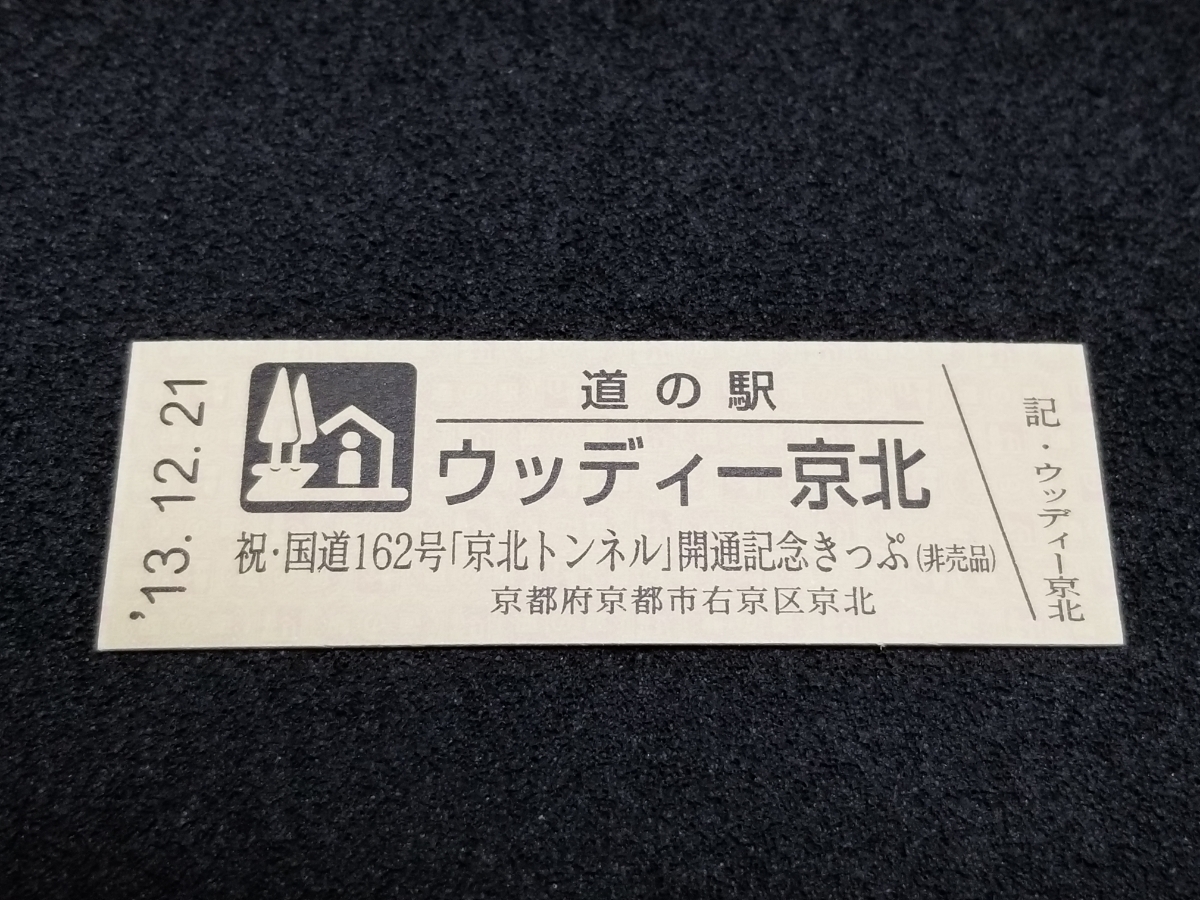 '13.12.21
道の駅
ウッディー京北
祝・国道162号「京北トンネル」開通記念きっぷ(非売品)
京都府京都市右京区京北
記・ウッディー京北